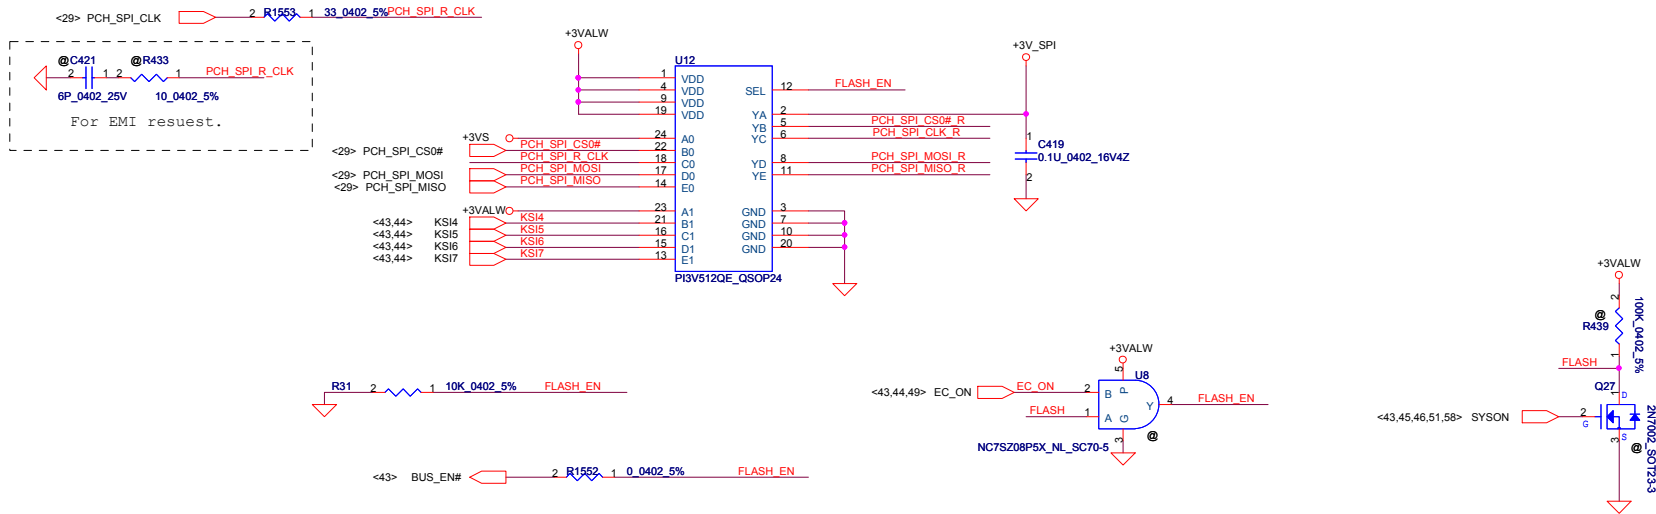 <29> PCH_SPI_CLK 2 R1553 1 33_0402_5% PCH_SPI_R_CLK
@C421 @R433
2 1 2 1 PCH_SPI_R_CLK
6P_0402_25V 10_0402_5%
For EMI resuest.
+3VALW
U12
+3V_SPI
1 VDD
4 VDD
9 VDD
19 VDD
SEL 12 FLASH_EN
YA 2
YB 5 PCH_SPI_CS0#_R
YC 6 PCH_SPI_CLK_R
YD 8 PCH_SPI_MOSI_R
YE 11 PCH_SPI_MISO_R
1
C419
0.1U_0402_16V4Z
2
+3VS 24 A0
<29> PCH_SPI_CS0# PCH_SPI_CS0# 22 B0
PCH_SPI_R_CLK 18 C0
<29> PCH_SPI_MOSI PCH_SPI_MOSI 17 D0
<29> PCH_SPI_MISO PCH_SPI_MISO 14 E0
+3VALW 23 A1
<43,44> KSI4 KSI4 21 B1
<43,44> KSI5 KSI5 16 C1
<43,44> KSI6 KSI6 15 D1
<43,44> KSI7 KSI7 13 E1
GND 3
GND 7
GND 10
GND 20
PI3V512QE_QSOP24
R31 2 1 10K_0402_5% FLASH_EN
<43> BUS_EN# 2 R1552 1 0_0402_5% FLASH_EN
+3VALW
5
U8
<43,44,49> EC_ON EC_ON 2 B P
FLASH 1 A G
Y 4 FLASH_EN
3
@
NC7SZ08P5X_NL_SC70-5
+3VALW
2
@
R439
100K_0402_5%
1
FLASH
Q27
1 D
<43,45,46,51,58> SYSON 2 G
3 S
@
2N7002_SOT23-3